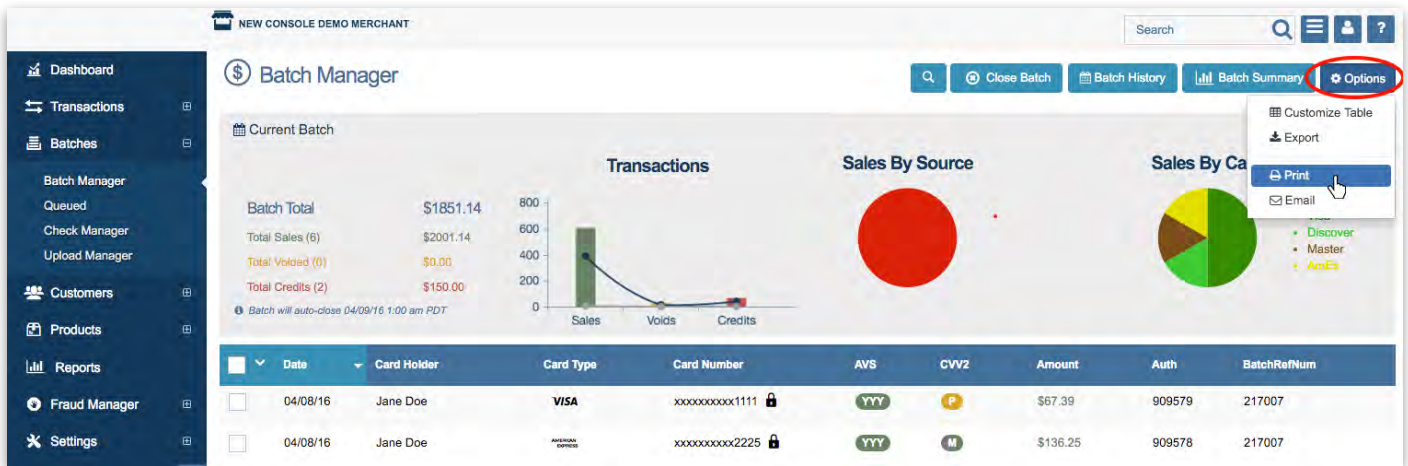 NEW CONSOLE DEMO MERCHANT
Search
?
Dashboard
Transactions
Batches
Batch Manager
Queued
Check Manager
Upload Manager
Customers
Products
Reports
Fraud Manager
Settings
$ Batch Manager
Close Batch
Batch History
Batch Summary
Options
Customize Table
Export
Print
Email
Current Batch
Batch Total $1851.14
Total Sales (6) $2001.14
Total Voided (0) $0.00
Total Credits (2) $150.00
Batch will auto-close 04/09/16 1:00 am PDT
Transactions
800
600
400
200
0
Sales Voids Credits
Sales By Source
Sales By Ca
Visa
Discover
Master
AmEx
Date Card Holder Card Type Card Number AVS CVV2 Amount Auth BatchRefNum
04/08/16 Jane Doe VISA xxxxxxxxxx1111 YYY P $67.39 909579 217007
04/08/16 Jane Doe AMERICAN EXPRESS xxxxxxxxxx2225 YYY M $136.25 909578 217007